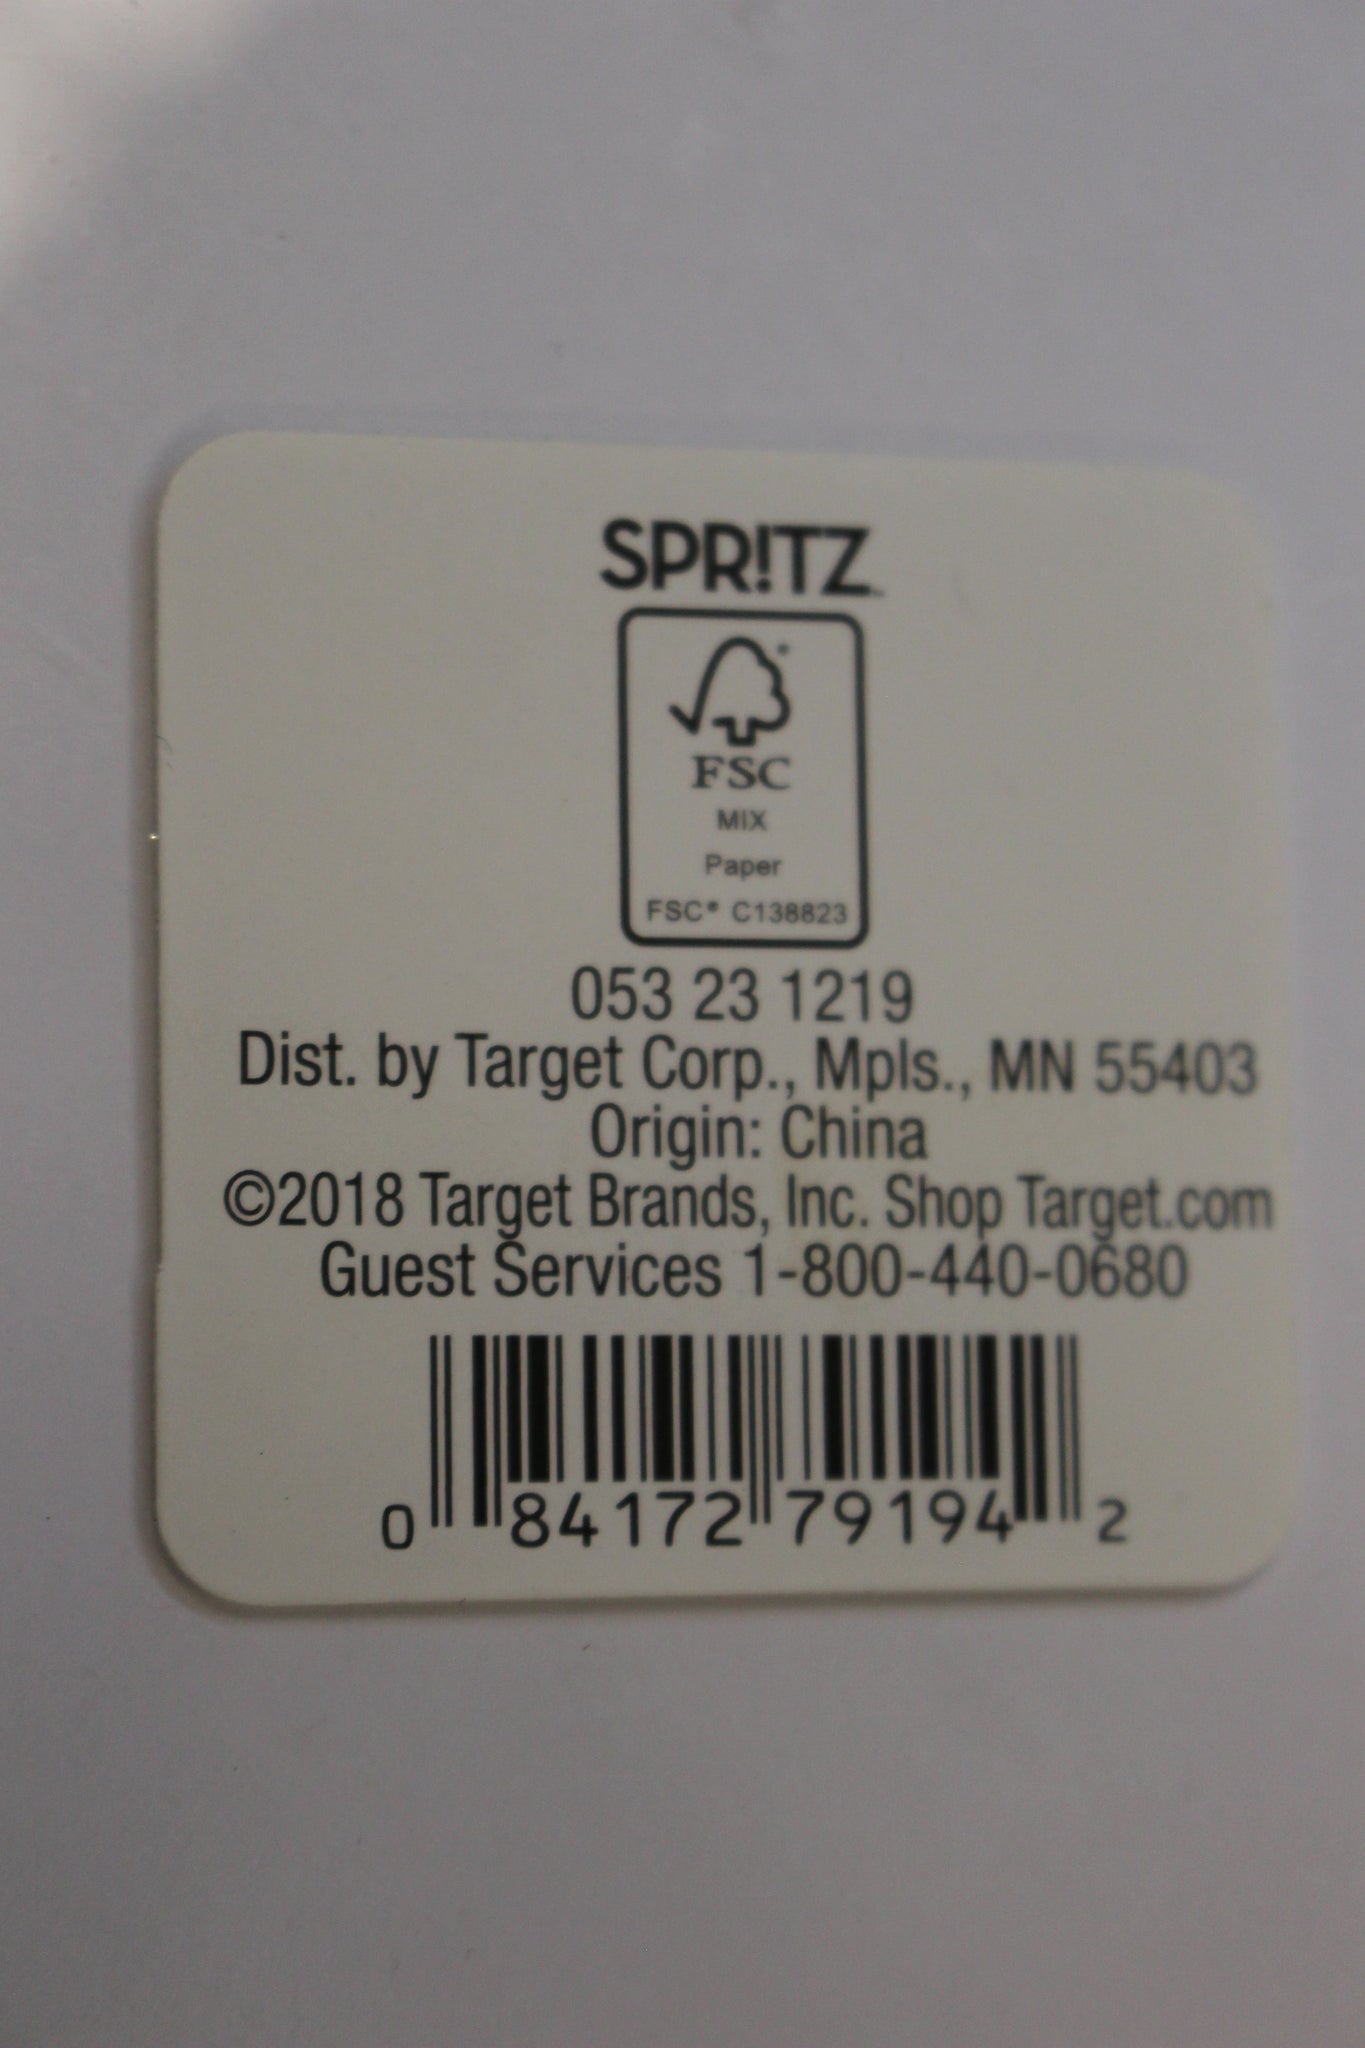 SPR!TZ™
FSC®
MIX
Paper
FSC® C138823
053 23 1219
Dist. by Target Corp., Mpls., MN 55403
Origin: China
©2018 Target Brands, Inc. Shop Target.com
Guest Services 1-800-440-0680
0 84172 79194 2